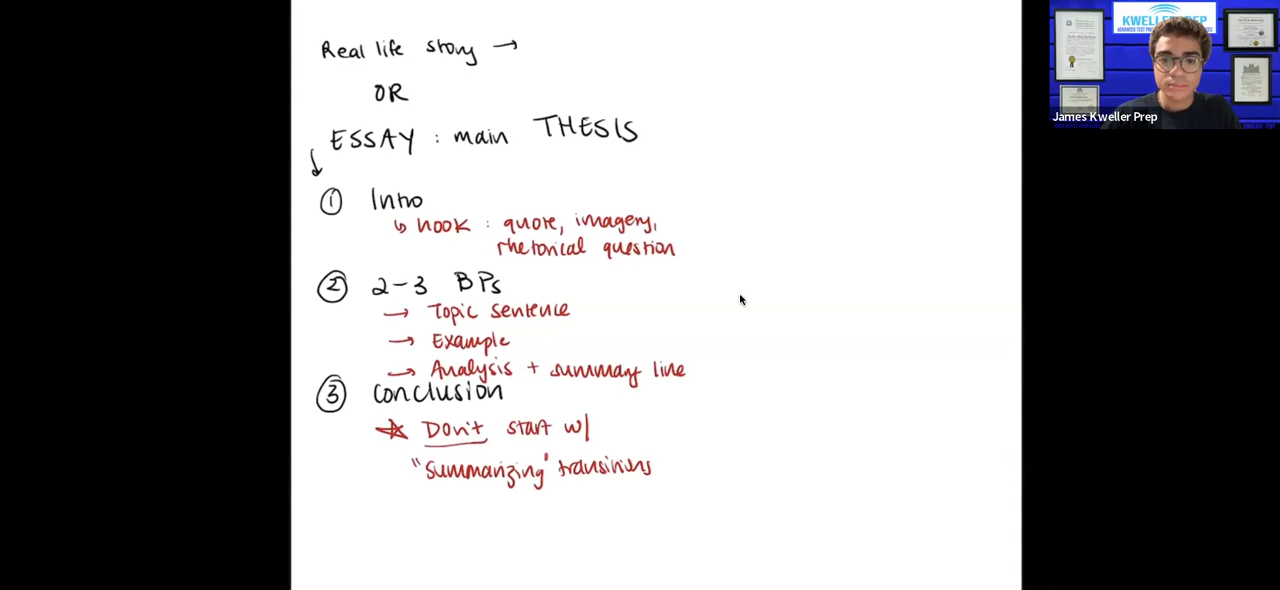 Real life story →
OR
ESSAY : main THESIS
① Intro
↳ hook : quote, imagery,
rhetorical question
② 2-3 BPs
→ Topic sentence
→ Example
→ Analysis + summary line
③ Conclusion
★ Don't start w/
"summarizing" transitions
KWELLER PREP
James Kweller Prep